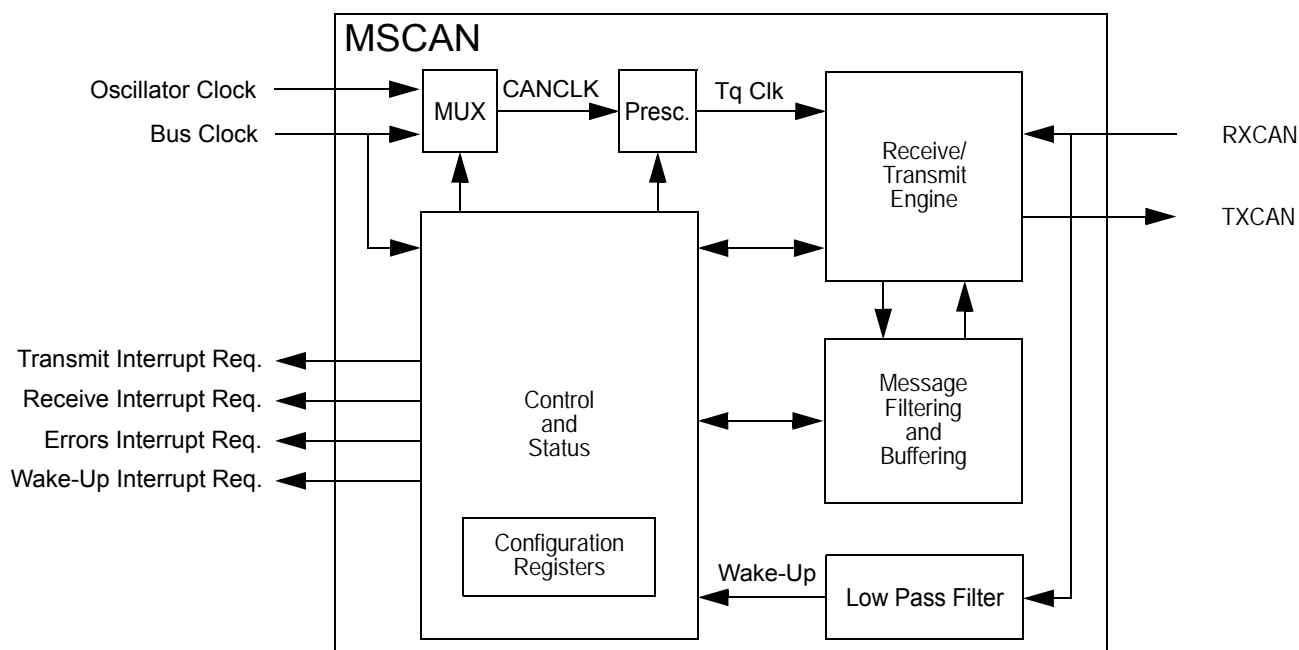 MSCAN
Oscillator Clock
Bus Clock
MUX
CANCLK
Presc.
Tq Clk
Receive/
Transmit
Engine
RXCAN
TXCAN
Transmit Interrupt Req.
Receive Interrupt Req.
Errors Interrupt Req.
Wake-Up Interrupt Req.
Control
and
Status
Message
Filtering
and
Buffering
Configuration
Registers
Wake-Up
Low Pass Filter